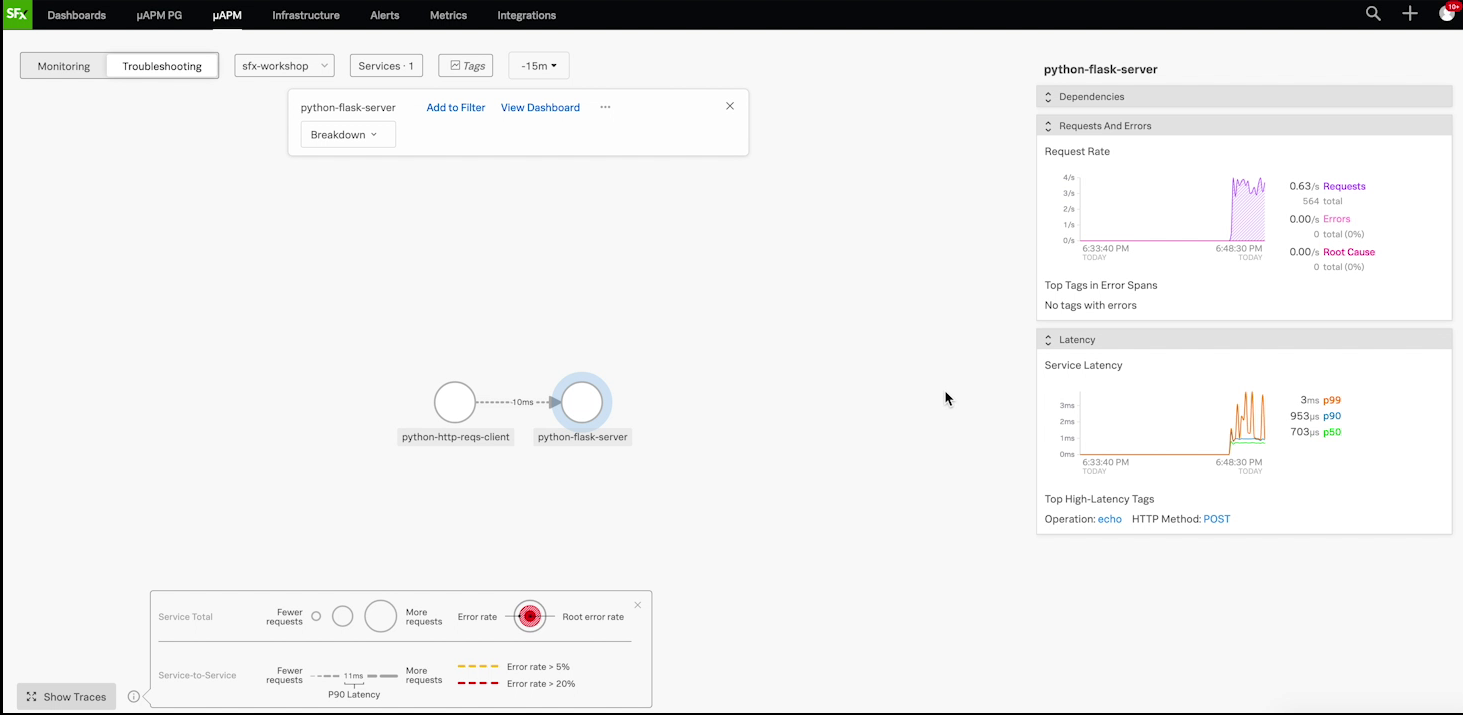 SFx Dashboards µAPM PG µAPM Infrastructure Alerts Metrics Integrations 10+
Monitoring Troubleshooting sfx-workshop Services · 1 Tags -15m
python-flask-server Add to Filter View Dashboard ···
Breakdown
python-http-reqs-client
10ms
python-flask-server
python-flask-server
Dependencies
Requests And Errors
Request Rate
4/s
3/s
2/s
1/s
0/s
6:33:40 PM
TODAY
6:48:30 PM
TODAY
0.63/s Requests
564 total
0.00/s Errors
0 total (0%)
0.00/s Root Cause
0 total (0%)
Top Tags in Error Spans
No tags with errors
Latency
Service Latency
3ms
2ms
1ms
0ms
6:33:40 PM
TODAY
6:48:30 PM
TODAY
3ms p99
953µs p90
703µs p50
Top High-Latency Tags
Operation: echo HTTP Method: POST
Service Total
Fewer
requests
More
requests
Error rate
Root error rate
Service-to-Service
Fewer
requests
11ms
P90 Latency
More
requests
Error rate > 5%
Error rate > 20%
Show Traces